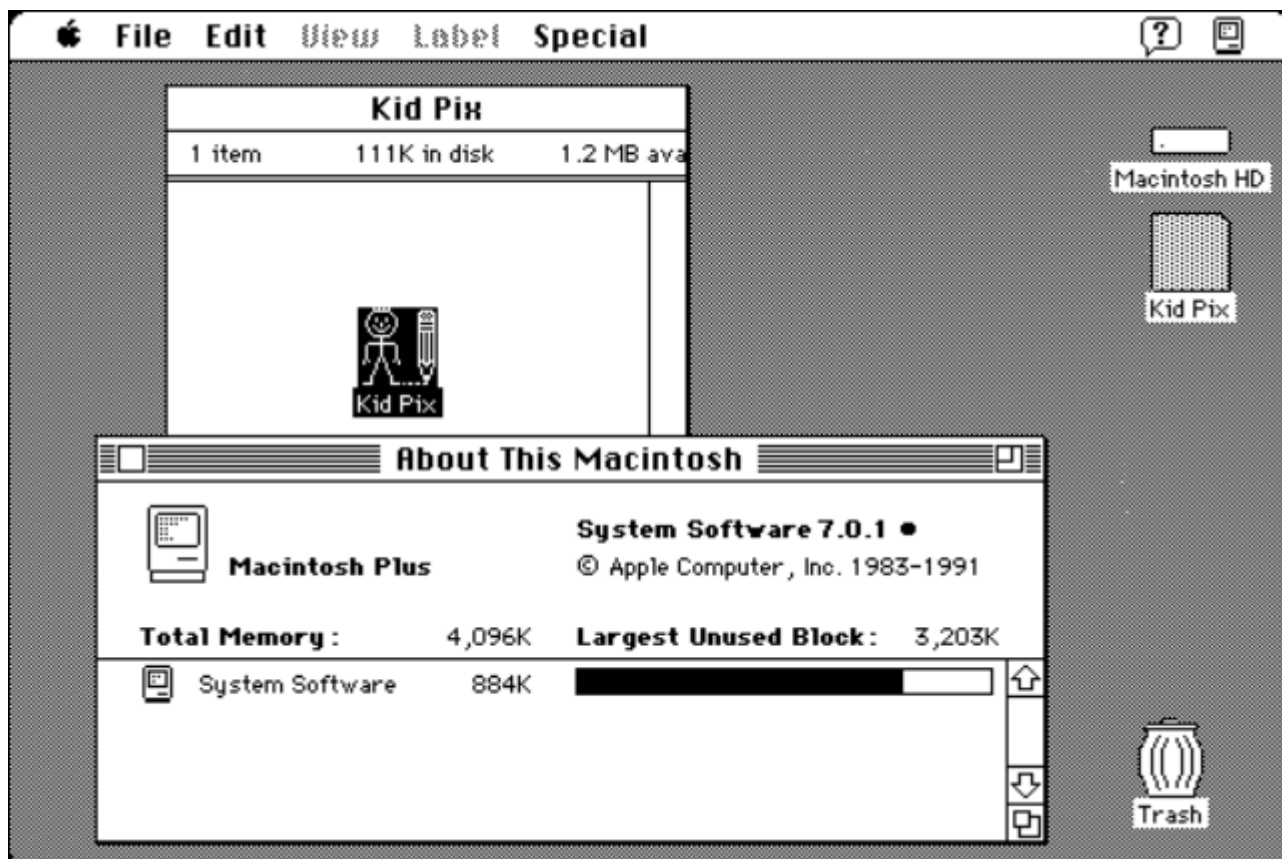 File Edit View Label Special ?
Kid Pix
1 item 111K in disk 1.2 MB ava
Macintosh HD
Kid Pix
Kid Pix
About This Macintosh
System Software 7.0.1 •
Macintosh Plus © Apple Computer, Inc. 1983-1991
Total Memory : 4,096K Largest Unused Block : 3,203K
System Software 884K
Trash